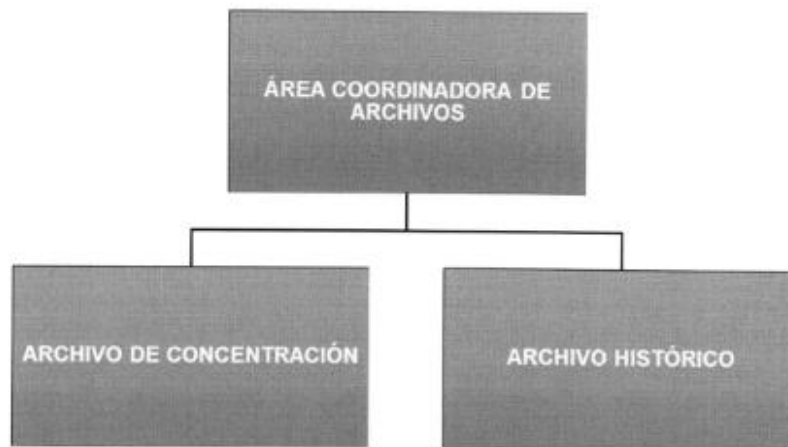 ÁREA COORDINADORA DE
ARCHIVOS
ARCHIVO DE CONCENTRACIÓN
ARCHIVO HISTÓRICO